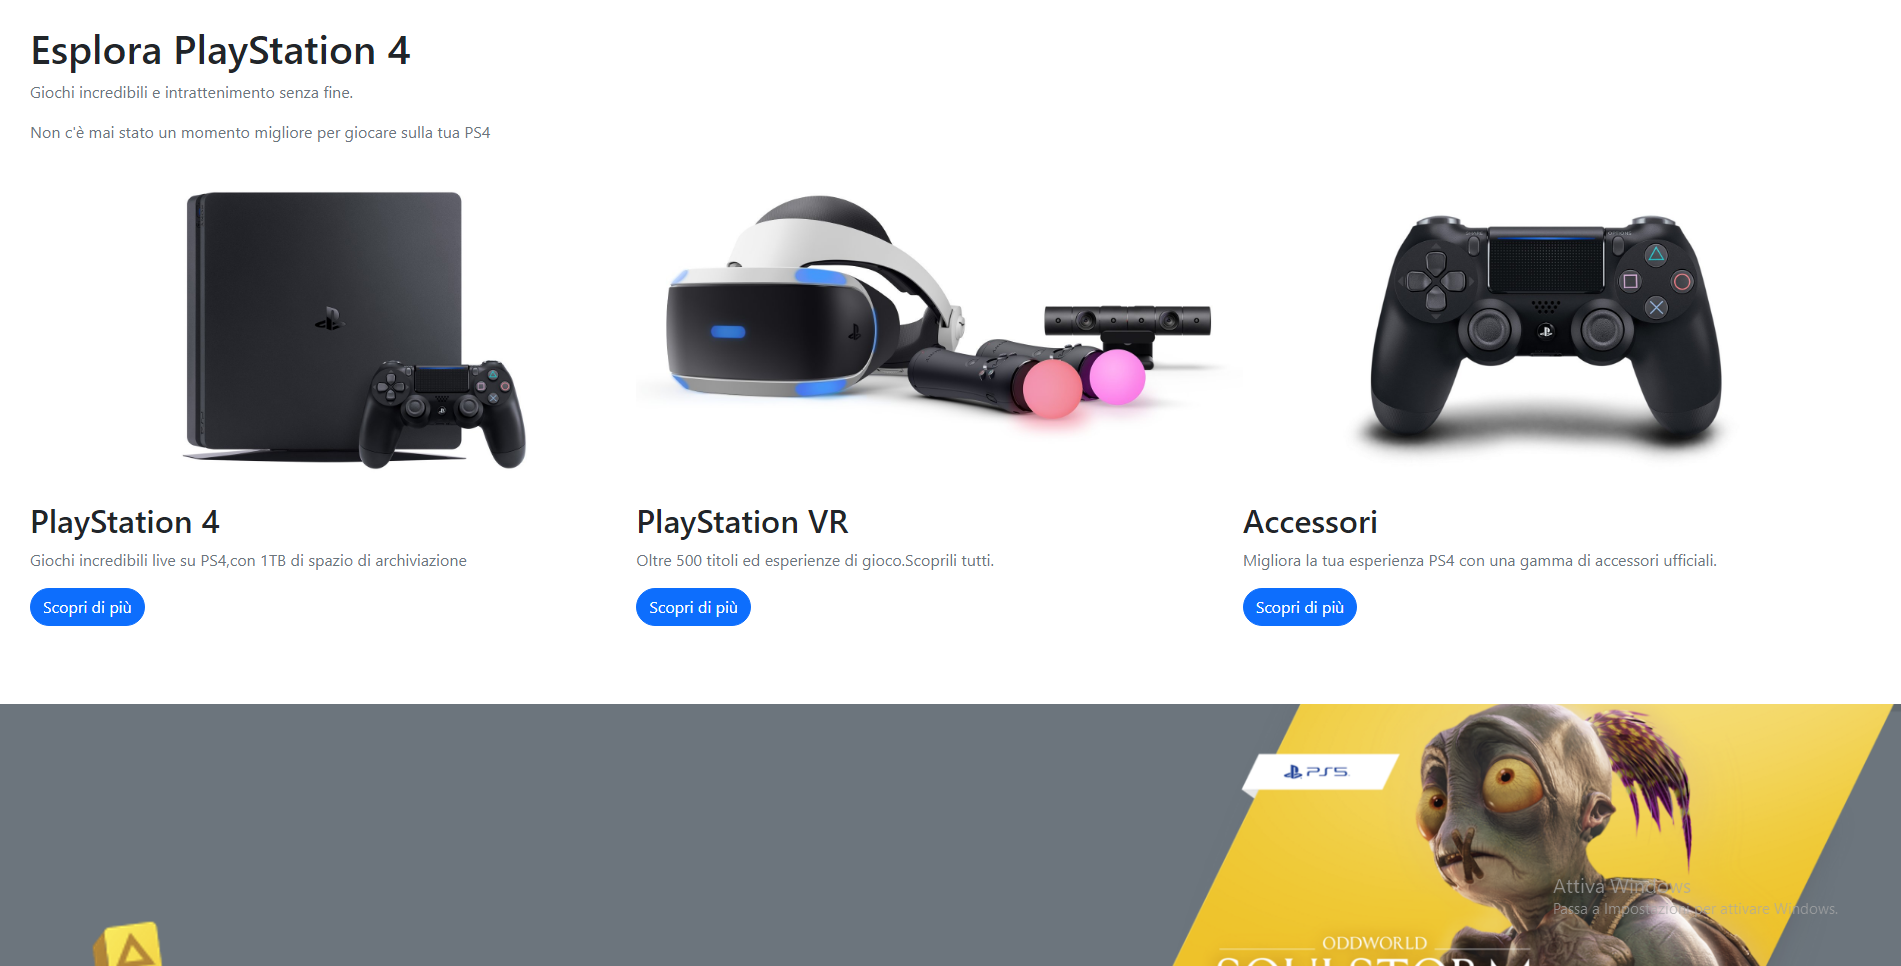 Esplora PlayStation 4
Giochi incredibili e intrattenimento senza fine.
Non c'è mai stato un momento migliore per giocare sulla tua PS4
PlayStation 4
Giochi incredibili live su PS4,con 1TB di spazio di archiviazione
Scopri di più
PlayStation VR
Oltre 500 titoli ed esperienze di gioco.Scoprili tutti.
Scopri di più
Accessori
Migliora la tua esperienza PS4 con una gamma di accessori ufficiali.
Scopri di più
PS5
Attiva Windows
Passa a Impostazioni per attivare Windows.
ODDWORLD
SOULSTORM